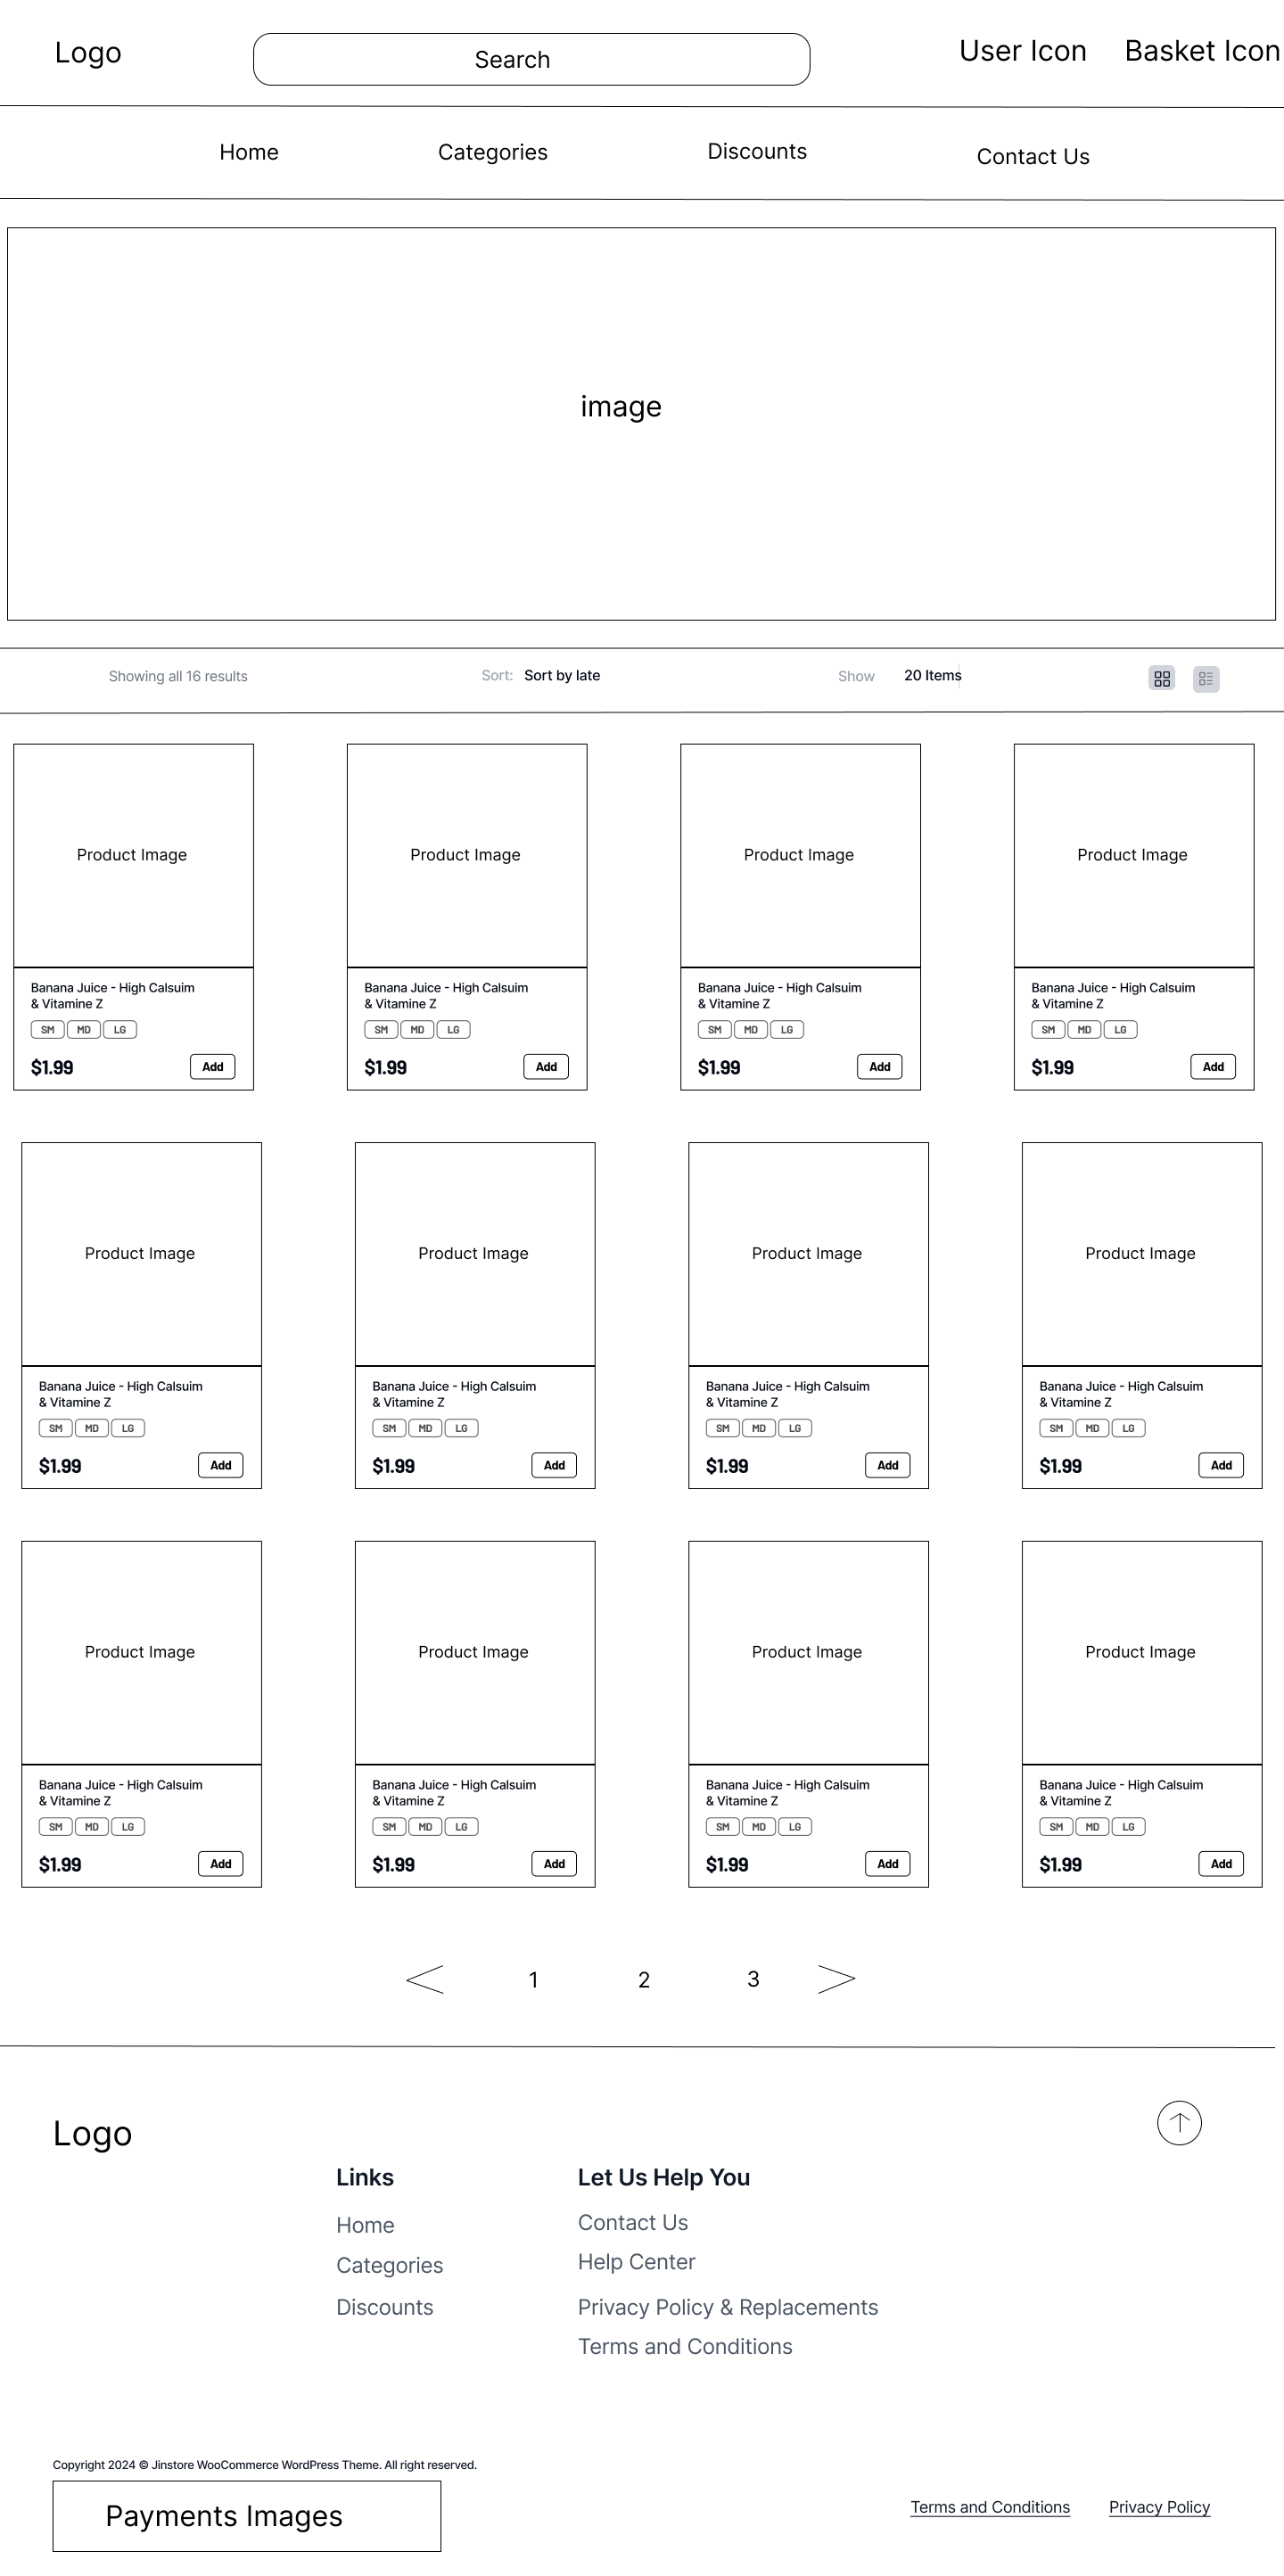 Logo
Search
User Icon
Basket Icon
Home
Categories
Discounts
Contact Us
image
Showing all 16 results
Sort: Sort by late
Show 20 Items
Product Image
Product Image
Product Image
Product Image
Banana Juice - High Calsuim
& Vitamine Z
SM MD LG
$1.99 Add
Banana Juice - High Calsuim
& Vitamine Z
SM MD LG
$1.99 Add
Banana Juice - High Calsuim
& Vitamine Z
SM MD LG
$1.99 Add
Banana Juice - High Calsuim
& Vitamine Z
SM MD LG
$1.99 Add
Product Image
Product Image
Product Image
Product Image
Banana Juice - High Calsuim
& Vitamine Z
SM MD LG
$1.99 Add
Banana Juice - High Calsuim
& Vitamine Z
SM MD LG
$1.99 Add
Banana Juice - High Calsuim
& Vitamine Z
SM MD LG
$1.99 Add
Banana Juice - High Calsuim
& Vitamine Z
SM MD LG
$1.99 Add
Product Image
Product Image
Product Image
Product Image
Banana Juice - High Calsuim
& Vitamine Z
SM MD LG
$1.99 Add
Banana Juice - High Calsuim
& Vitamine Z
SM MD LG
$1.99 Add
Banana Juice - High Calsuim
& Vitamine Z
SM MD LG
$1.99 Add
Banana Juice - High Calsuim
& Vitamine Z
SM MD LG
$1.99 Add
1 2 3
Logo
Links
Home
Categories
Discounts
Let Us Help You
Contact Us
Help Center
Privacy Policy & Replacements
Terms and Conditions
Copyright 2024 © Jinstore WooCommerce WordPress Theme. All right reserved.
Payments Images
Terms and Conditions
Privacy Policy